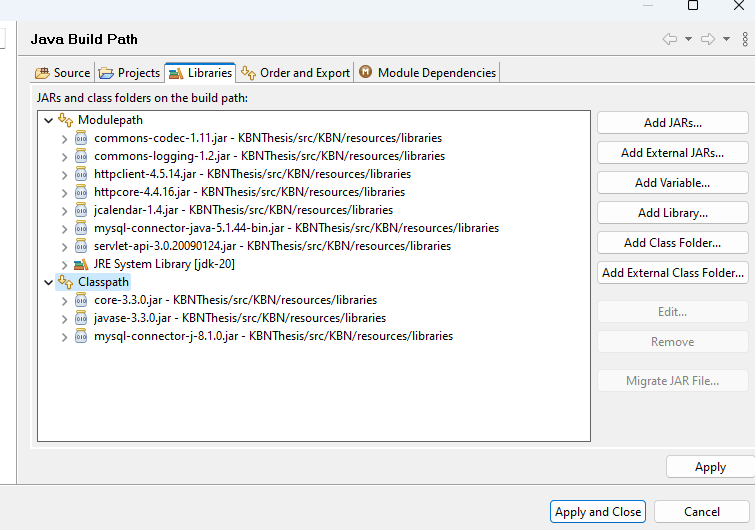 Java Build Path
Source
Projects
Libraries
Order and Export
Module Dependencies
JARs and class folders on the build path:
Modulepath
commons-codec-1.11.jar - KBNThesis/src/KBN/resources/libraries
commons-logging-1.2.jar - KBNThesis/src/KBN/resources/libraries
httpclient-4.5.14.jar - KBNThesis/src/KBN/resources/libraries
httpcore-4.4.16.jar - KBNThesis/src/KBN/resources/libraries
jcalendar-1.4.jar - KBNThesis/src/KBN/resources/libraries
mysql-connector-java-5.1.44-bin.jar - KBNThesis/src/KBN/resources/libraries
servlet-api-3.0.20090124.jar - KBNThesis/src/KBN/resources/libraries
JRE System Library [jdk-20]
Classpath
core-3.3.0.jar - KBNThesis/src/KBN/resources/libraries
javase-3.3.0.jar - KBNThesis/src/KBN/resources/libraries
mysql-connector-j-8.1.0.jar - KBNThesis/src/KBN/resources/libraries
Add JARs...
Add External JARs...
Add Variable...
Add Library...
Add Class Folder...
Add External Class Folder...
Edit...
Remove
Migrate JAR File...
Apply
Apply and Close
Cancel